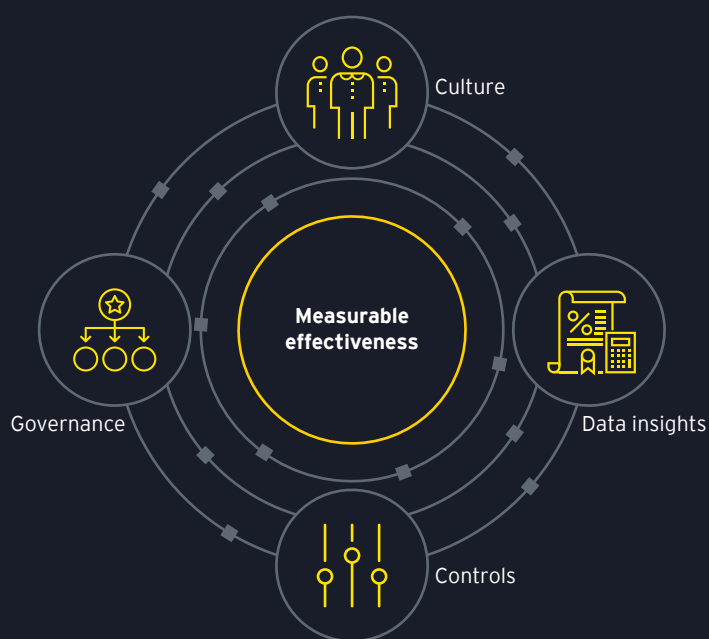 Culture
Measurable
effectiveness
Governance
Data insights
Controls